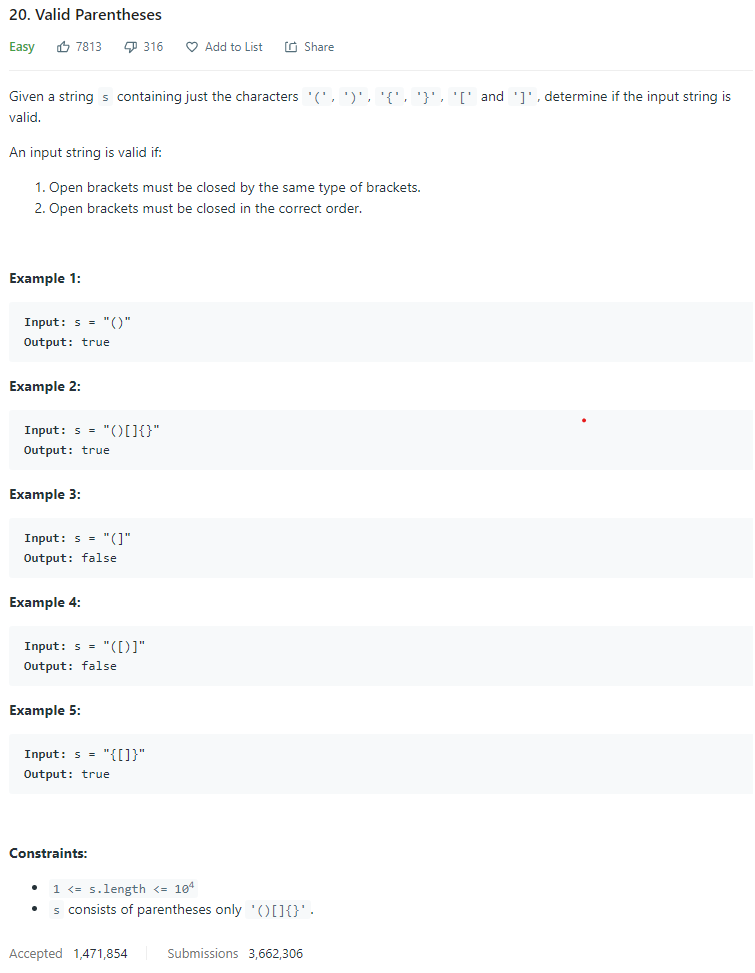 20. Valid Parentheses
Easy 7813 316 Add to List Share
Given a string s containing just the characters '(', ')', '{', '}', '[' and ']', determine if the input string is
valid.
An input string is valid if:
1. Open brackets must be closed by the same type of brackets.
2. Open brackets must be closed in the correct order.
Example 1:
Input: s = "()"
Output: true
Example 2:
Input: s = "()[]{}"
Output: true
Example 3:
Input: s = "(]"
Output: false
Example 4:
Input: s = "([)]"
Output: false
Example 5:
Input: s = "{[]}"
Output: true
Constraints:
• 1 <= s.length <= 10⁴
• s consists of parentheses only '()[]{}'.
Accepted 1,471,854 Submissions 3,662,306